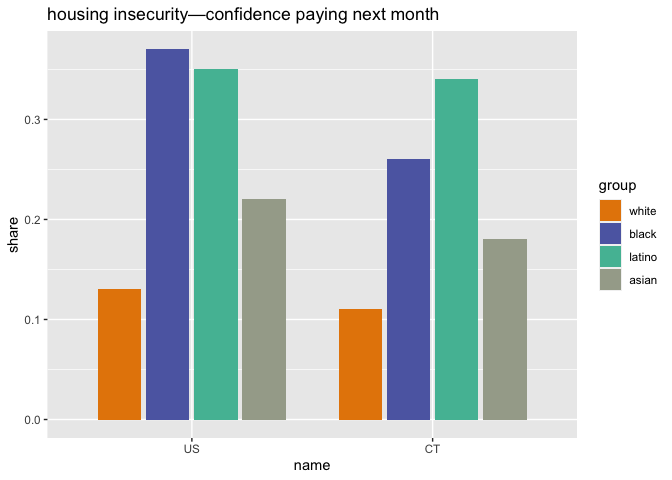 housing insecurity—confidence paying next month
share
0.3
0.2
0.1
0.0
US
CT
name
group
white
black
latino
asian